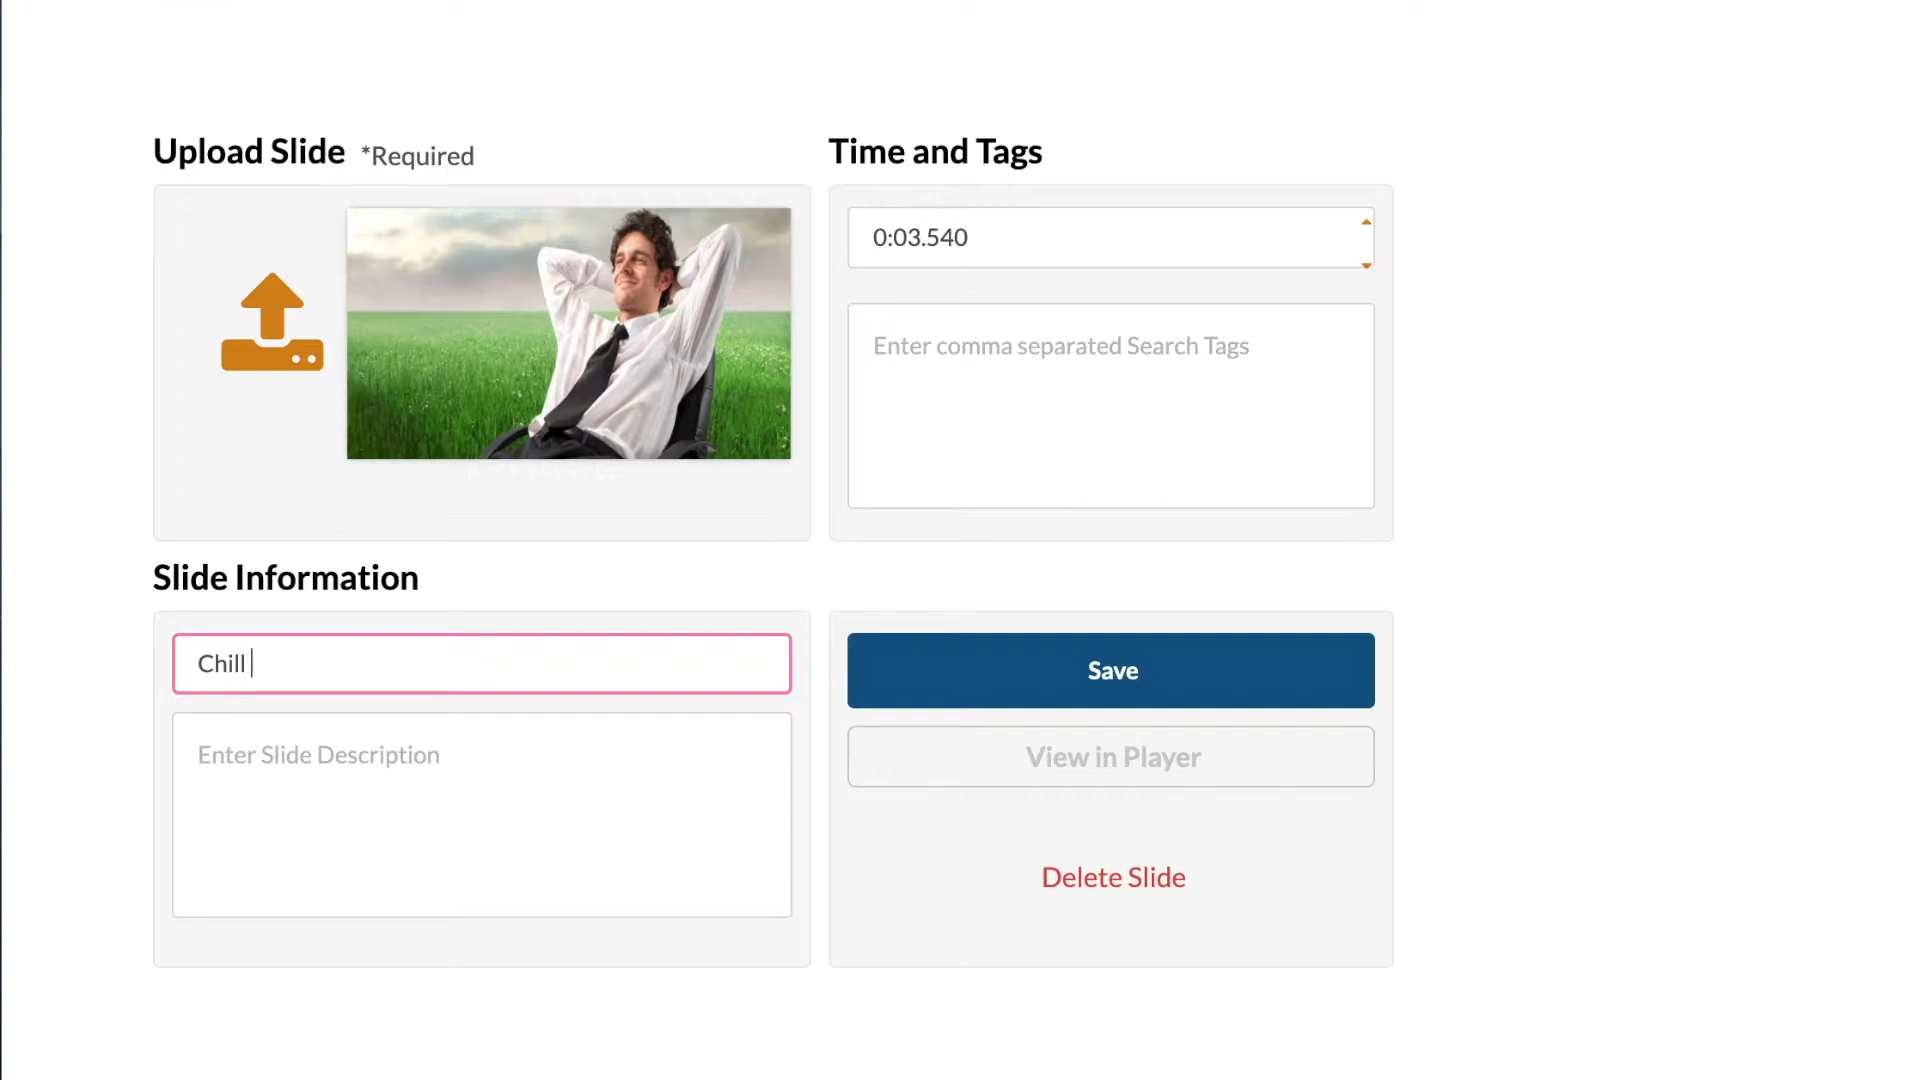 Upload Slide *Required
Time and Tags
0:03.540
Enter comma separated Search Tags
Slide Information
Chill
Enter Slide Description
Save
View in Player
Delete Slide